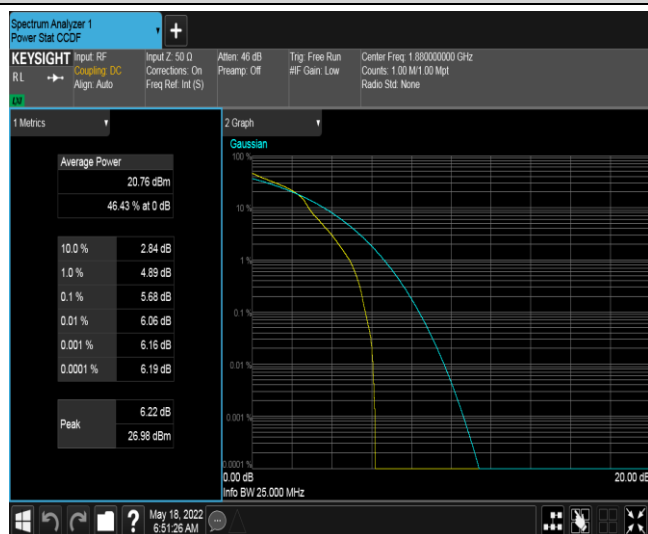 Spectrum Analyzer 1
Power Stat CCDF
+
KEYSIGHT
RL
LXI
Input: RF
Coupling: DC
Align: Auto
Input Z: 50 Ω
Corrections: On
Freq Ref: Int (S)
Atten: 46 dB
Preamp: Off
Trig: Free Run
#IF Gain: Low
Center Freq: 1.880000000 GHz
Counts: 1.00 M/1.00 Mpt
Radio Std: None
1 Metrics
Average Power
20.76 dBm
46.43 % at 0 dB
10.0 % 2.84 dB
1.0 % 4.89 dB
0.1 % 5.68 dB
0.01 % 6.06 dB
0.001 % 6.16 dB
0.0001 % 6.19 dB
Peak
6.22 dB
26.98 dBm
2 Graph
Gaussian
100 %
10 %
1 %
0.1 %
0.01 %
0.001 %
0.0001 %
0.00 dB
20.00 dB
Info BW 25.000 MHz
?
May 18, 2022
6:51:26 AM